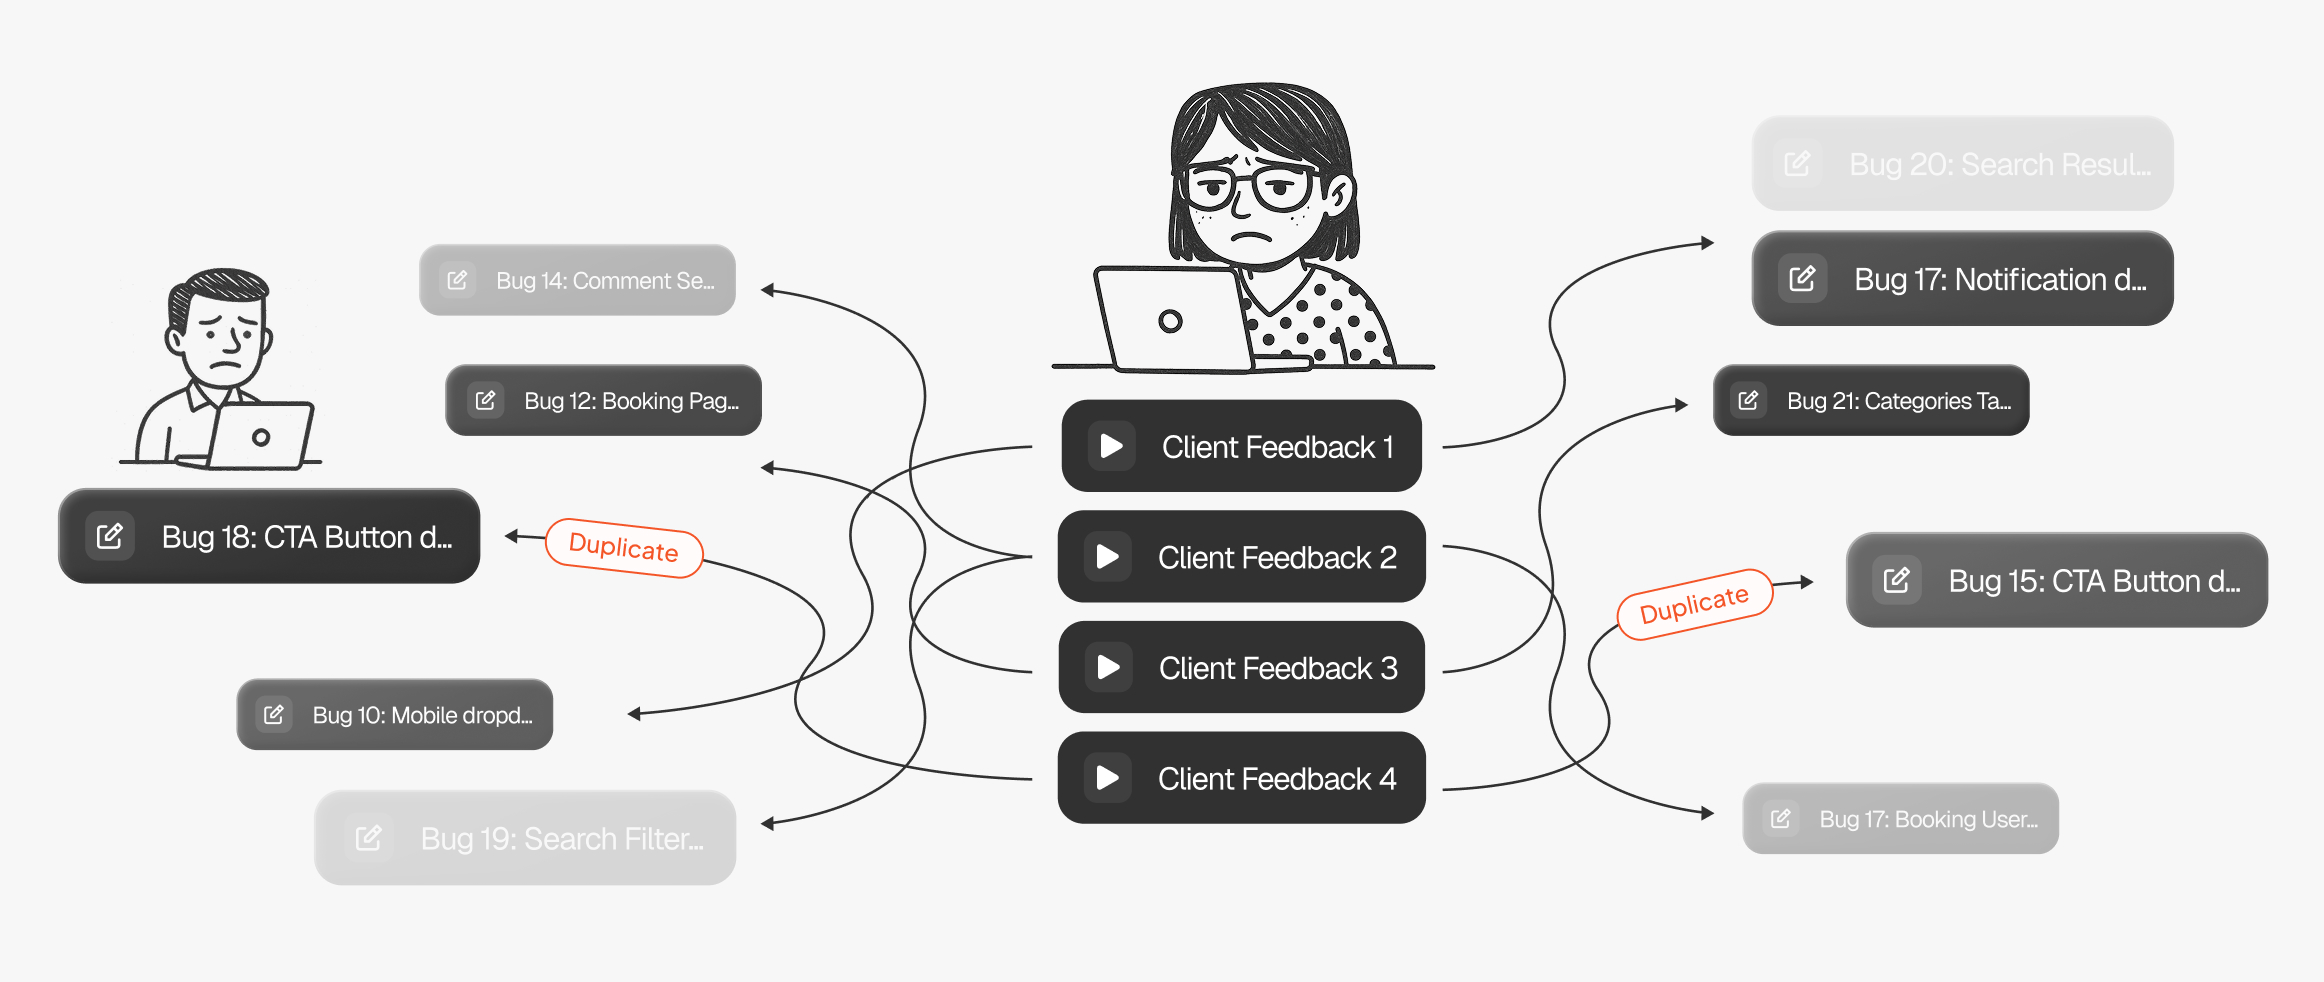 Bug 14: Comment Se...
Bug 12: Booking Pag...
Bug 18: CTA Button d...
Duplicate
Bug 10: Mobile dropd...
Bug 19: Search Filter...
Client Feedback 1
Client Feedback 2
Client Feedback 3
Client Feedback 4
Bug 20: Search Resul...
Bug 17: Notification d...
Bug 21: Categories Ta...
Duplicate
Bug 15: CTA Button d...
Bug 17: Booking User...